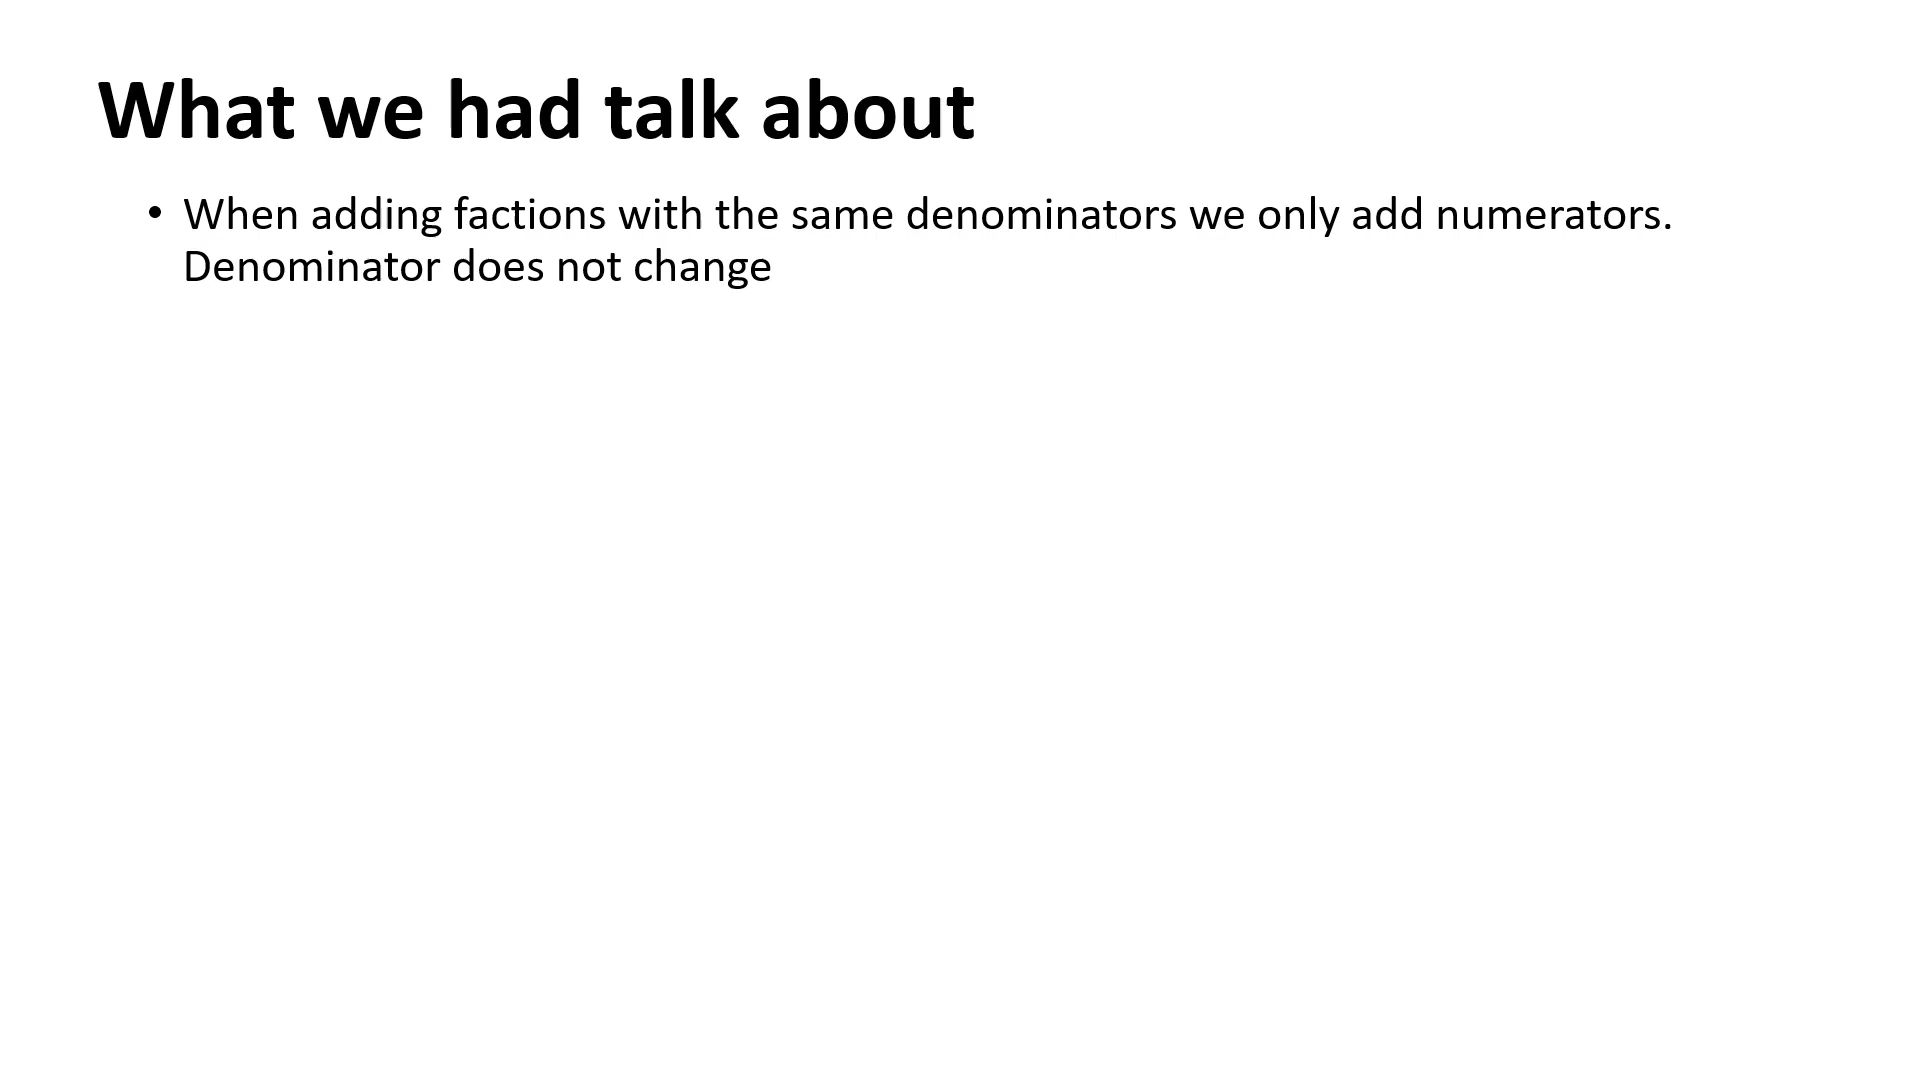 What we had talk about
• When adding factions with the same denominators we only add numerators.
Denominator does not change